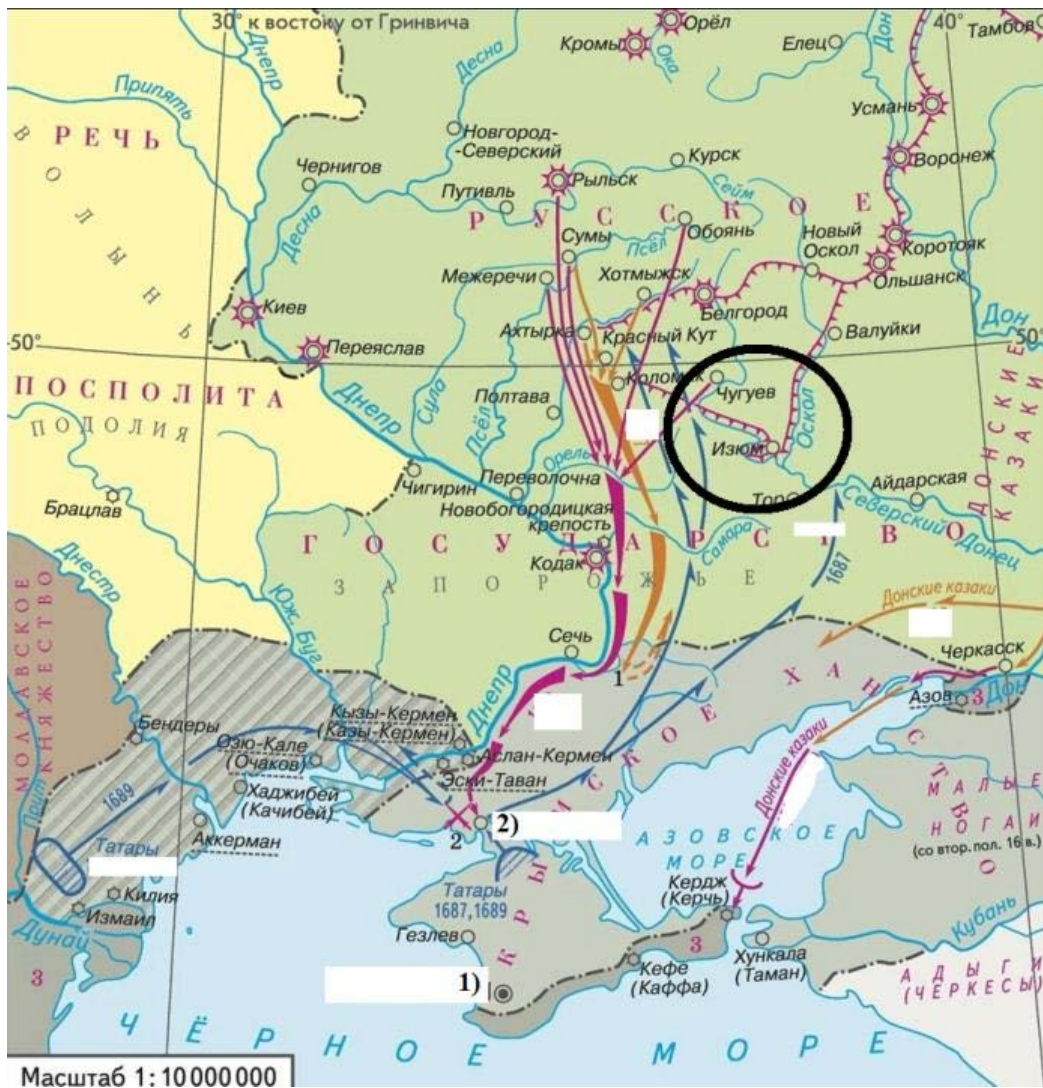 30° к востоку от Гринвича
40°
Орёл
Тамбов
Кромы
Елец
Дон
Днепр
Десна
Ока
Припять
Усмань
РЕЧЬ
ВОЛЫНЬ
Новгород-
-Северский
Курск
Воронеж
Чернигов
Рыльск
Сейм
Путивль
РУССКОЕ
Десна
Сумы
Псёл
Обоянь
Новый
Оскол
Коротояк
Межеречи
Хотмыжск
Ольшанск
Киев
Белгород
Дон
Ахтырка
Красный Кут
Валуйки
50°
Переяслав
50°
Коломак
Чугуев
ПОСПОЛИТА
Сула
Псёл
Полтава
Оскол
ДОНСКИЕ
КАЗАКИ
ПОДОЛИЯ
Днепр
Изюм
Орель
Чигирин
Переволочна
Тор
Айдарская
Брацлав
Новобогородицкая
крепость
Северский Донец
ГОСУДАРСТВО
Самара
Кодак
ЗАПОРОЖЬЕ
1687
Днестр
Юж. Буг
Донские казаки
МОЛДАВСКОЕ
КНЯЖЕСТВО
Сечь
Черкасск
1
Днепр
Азов
3
Дон
Бендеры
Кызы-Кермен
(Казы-Кермен)
КРЫМСКОЕ ХАНСТВО
Озю-Кале
(Очаков)
Аслан-Кермен
Эски-Таван
Прут
1689
Хаджибей
(Качибей)
Донские казаки
МАЛЫЕ
НОГАИ
(со втор. пол. 16 в.)
2
2)
Аккерман
АЗОВСКОЕ
МОРЕ
Татары
Килия
Татары
1687, 1689
Кердж
(Керчь)
Измаил
Дунай
Гезлев
Кубань
3
3
Хункала
(Таман)
Кефе
(Каффа)
АДЫГИ
(ЧЕРКЕСЫ)
1)
ЧЁРНОЕ МОРЕ
Масштаб 1: 10 000 000